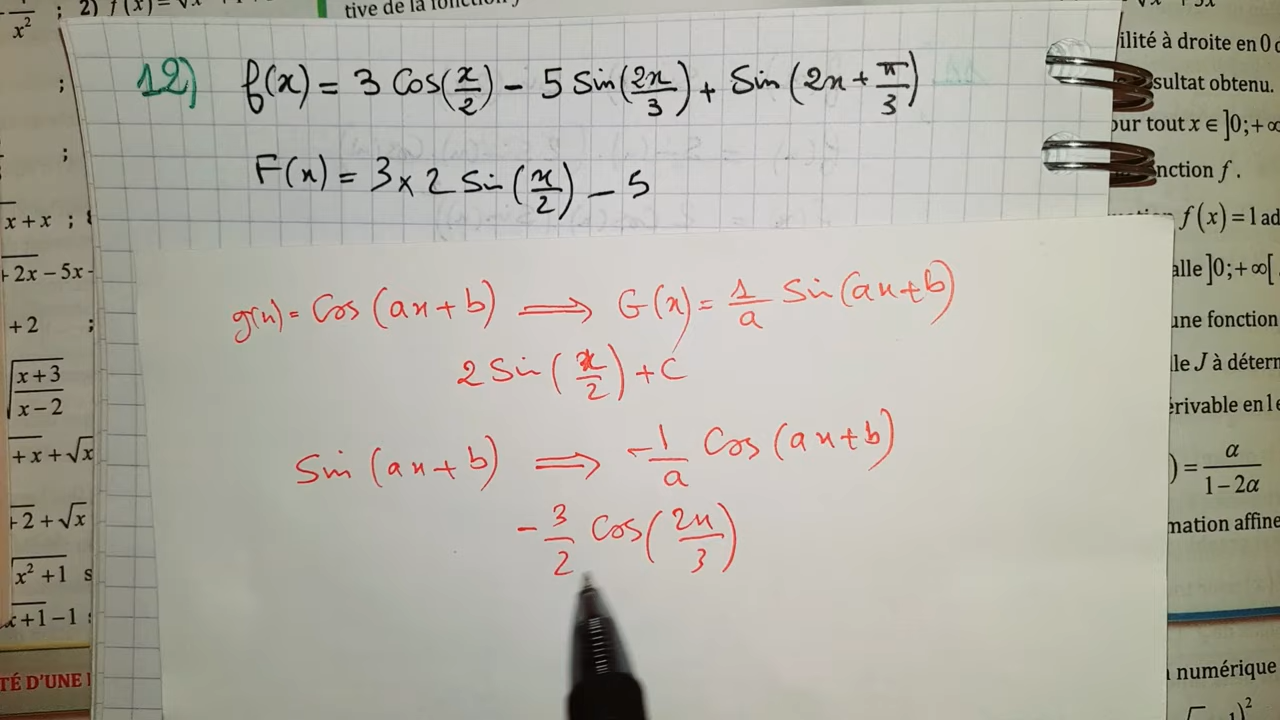 2) f(x) =
tive de la fonction f
x²
;
;
;
x + x ;
+2x − 5x −
+ 2 ;
x+3
x−2
+ x + √x
+ 2 + √x
x² + 1 s
x + 1 − 1 :
TÉ D'UNE
12) f(x) = 3 Cos(x/2) − 5 Sin(2x/3) + Sin(2x + π/3)
F(x) = 3 × 2 Sin(x/2) − 5
g(x) = Cos(ax+b) ⟹ G(x) = 1/a Sin(ax+b)
2 Sin(x/2) + C
Sin(ax+b) ⟹ −1/a Cos(ax+b)
−3/2 Cos(2x/3)
ilité à droite en 0
sultat obtenu.
our tout x ∈ ]0; +∞
nction f.
f(x) = 1 ad
alle ]0; +∞[
une fonction
le J à déterm
érivable en 1
) = α/(1−2α)
mation affine
numérique